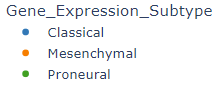 Gene_Expression_Subtype
Classical
Mesenchymal
Proneural